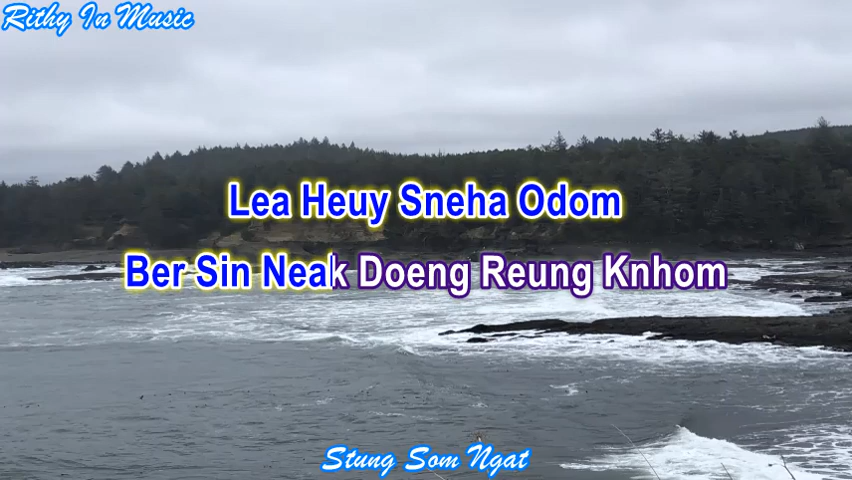 Rithy In Music
Lea Heuy Sneha Odom
Ber Sin Neak Doeng Reung Knhom
Stung Som Ngat